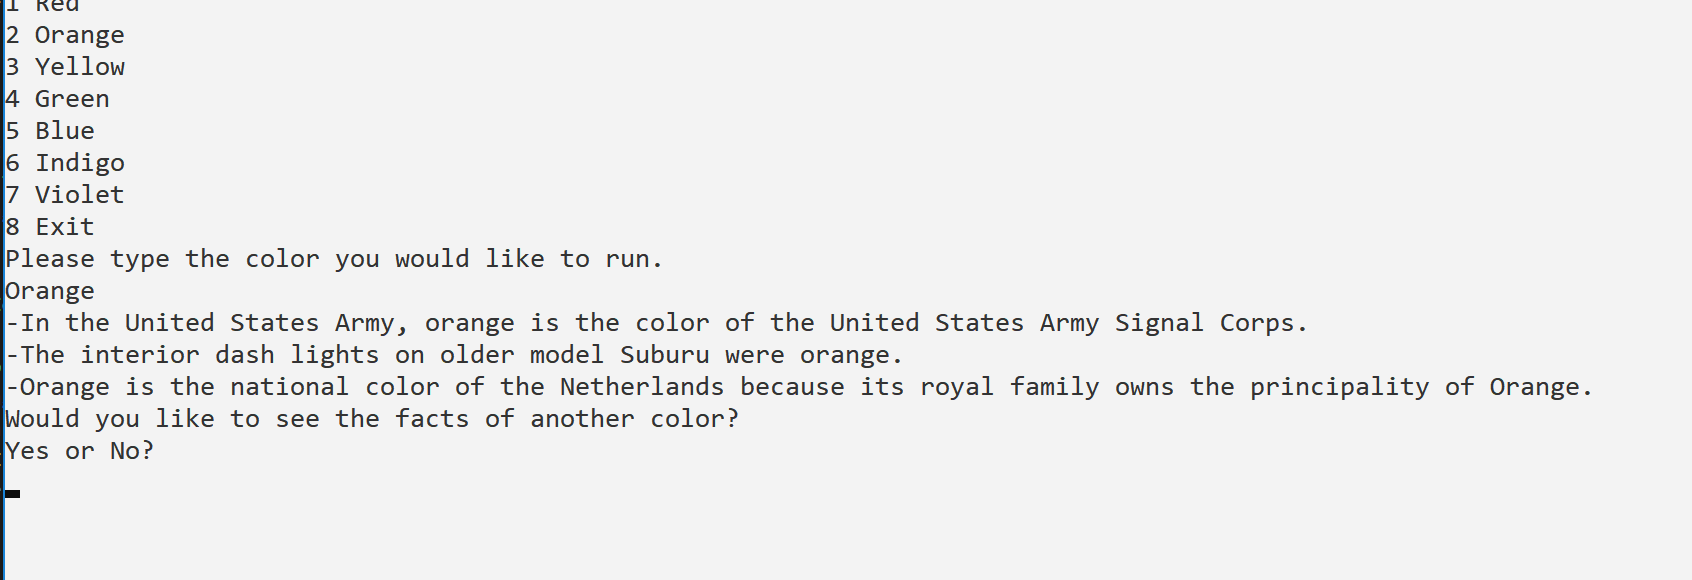 1 Red
2 Orange
3 Yellow
4 Green
5 Blue
6 Indigo
7 Violet
8 Exit
Please type the color you would like to run.
Orange
-In the United States Army, orange is the color of the United States Army Signal Corps.
-The interior dash lights on older model Suburu were orange.
-Orange is the national color of the Netherlands because its royal family owns the principality of Orange.
Would you like to see the facts of another color?
Yes or No?